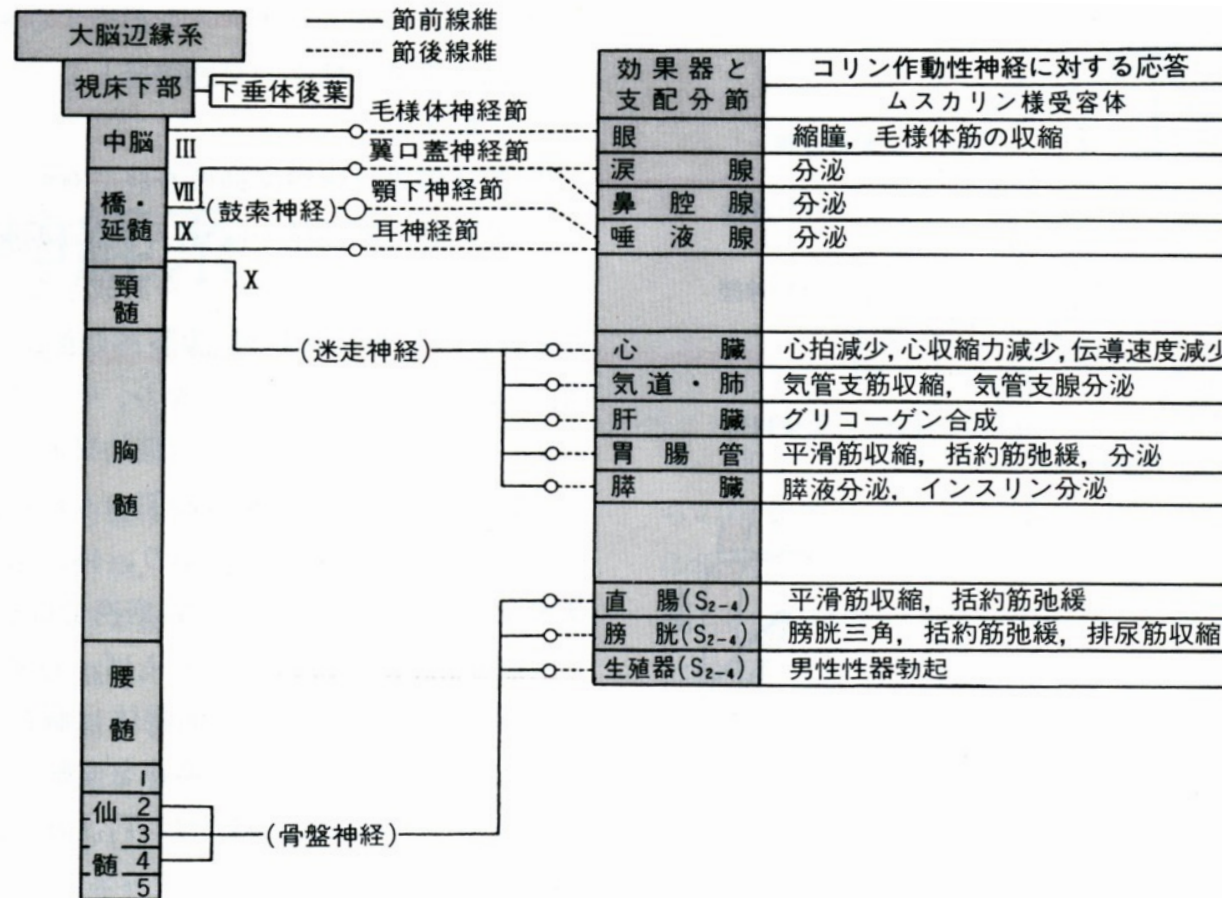 大脳辺縁系
節前線維
節後線維
視床下部
下垂体後葉
中脳
III
橋・
延髄
VII
IX
X
頸
髄
胸
髄
腰
髄
仙
髄
1
2
3
4
5
毛様体神経節
翼口蓋神経節
(鼓索神経)
顎下神経節
耳神経節
(迷走神経)
(骨盤神経)
効果器と
支配分節
コリン作動性神経に対する応答
ムスカリン様受容体
眼 縮瞳,毛様体筋の収縮
涙腺 分泌
鼻腔腺 分泌
唾液腺 分泌
心臓 心拍減少,心収縮力減少,伝導速度減少
気道・肺 気管支筋収縮,気管支腺分泌
肝臓 グリコーゲン合成
胃腸管 平滑筋収縮,括約筋弛緩,分泌
膵臓 膵液分泌,インスリン分泌
直腸(S₂₋₄) 平滑筋収縮,括約筋弛緩
膀胱(S₂₋₄) 膀胱三角,括約筋弛緩,排尿筋収縮
生殖器(S₂₋₄) 男性性器勃起